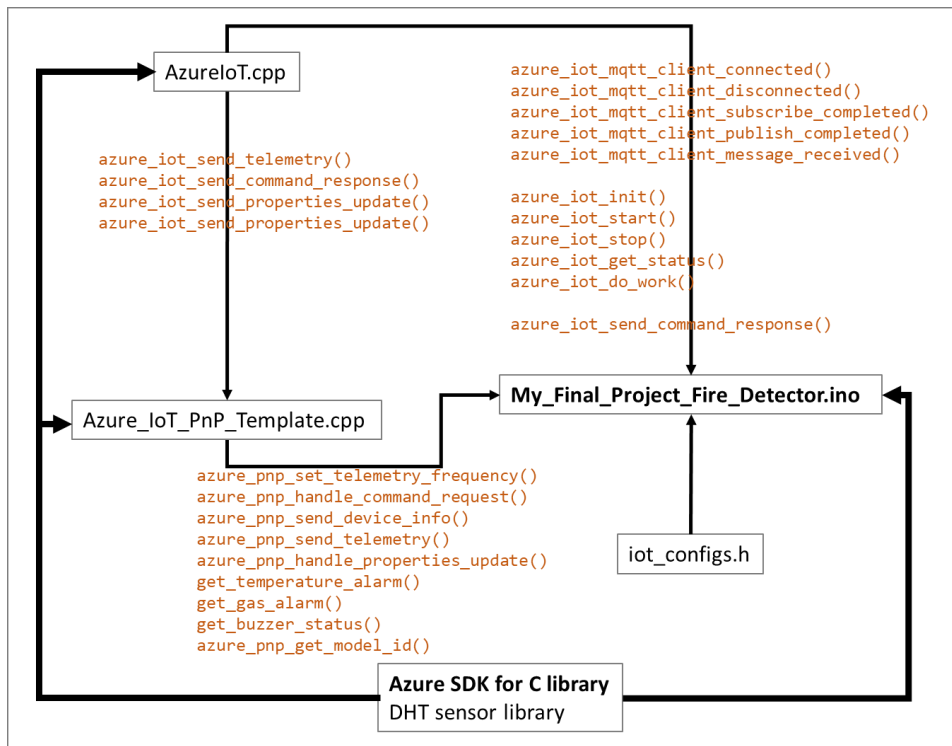 AzureIoT.cpp
azure_iot_mqtt_client_connected()
azure_iot_mqtt_client_disconnected()
azure_iot_mqtt_client_subscribe_completed()
azure_iot_mqtt_client_publish_completed()
azure_iot_mqtt_client_message_received()
azure_iot_send_telemetry()
azure_iot_send_command_response()
azure_iot_send_properties_update()
azure_iot_send_properties_update()
azure_iot_init()
azure_iot_start()
azure_iot_stop()
azure_iot_get_status()
azure_iot_do_work()
azure_iot_send_command_response()
My_Final_Project_Fire_Detector.ino
Azure_IoT_PnP_Template.cpp
azure_pnp_set_telemetry_frequency()
azure_pnp_handle_command_request()
azure_pnp_send_device_info()
azure_pnp_send_telemetry()
azure_pnp_handle_properties_update()
get_temperature_alarm()
get_gas_alarm()
get_buzzer_status()
azure_pnp_get_model_id()
iot_configs.h
Azure SDK for C library
DHT sensor library